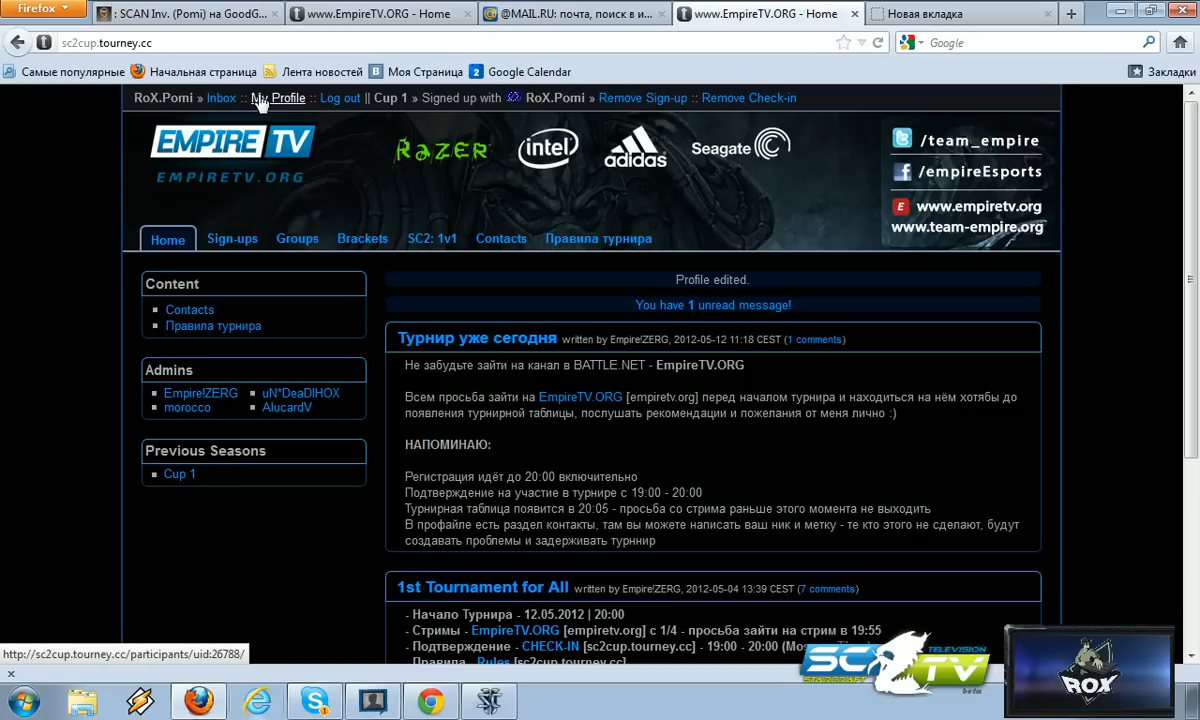 Firefox
: SCAN Inv. (Pomi) на GoodG...
www.EmpireTV.ORG - Home
@MAIL.RU: почта, поиск в и...
www.EmpireTV.ORG - Home
Новая вкладка
sc2cup.tourney.cc
Google
Самые популярные
Начальная страница
Лента новостей
Моя Страница
Google Calendar
Закладки
RoX.Pomi » Inbox :: My Profile :: Log out || Cup 1 » Signed up with RoX.Pomi » Remove Sign-up :: Remove Check-in
EMPIRE TV
EMPIRETV.ORG
RAZER
intel
adidas
Seagate
/team_empire
/empireEsports
www.empiretv.org
www.team-empire.org
Home Sign-ups Groups Brackets SC2: 1v1 Contacts Правила турнира
Content
Contacts
Правила турнира
Admins
Empire!ZERG
uN*DeaDIHOX
morocco
AlucardV
Previous Seasons
Cup 1
Profile edited.
You have 1 unread message!
Турнир уже сегодня written by Empire!ZERG, 2012-05-12 11:18 CEST (1 comments)
Не забудьте зайти на канал в BATTLE.NET - EmpireTV.ORG
Всем просьба зайти на EmpireTV.ORG [empiretv.org] перед началом турнира и находиться на нём хотябы до
появления турнирной таблицы, послушать рекомендации и пожелания от меня лично :)
НАПОМИНАЮ:
Регистрация идёт до 20:00 включительно
Подтверждение на участие в турнире с 19:00 - 20:00
Турнирная таблица появится в 20:05 - просьба со стрима раньше этого момента не выходить
В профайле есть раздел контакты, там вы можете написать ваш ник и метку - те кто этого не сделают, будут
создавать проблемы и задерживать турннир
1st Tournament for All written by Empire!ZERG, 2012-05-04 13:39 CEST (7 comments)
- Начало Турнира - 12.05.2012 | 20:00
- Стримы - EmpireTV.ORG [empiretv.org] с 1/4 - просьба зайти на стрим в 19:55
- Подтверждение - CHECK-IN [sc2cup.tourney.cc] - 19:00 - 20:00
- Правила - Rules [sc2cup.tourney.cc]
http://sc2cup.tourney.cc/participants/uid:26788/
SC TV
STARCRAFT
TELEVISION
beta
ROX